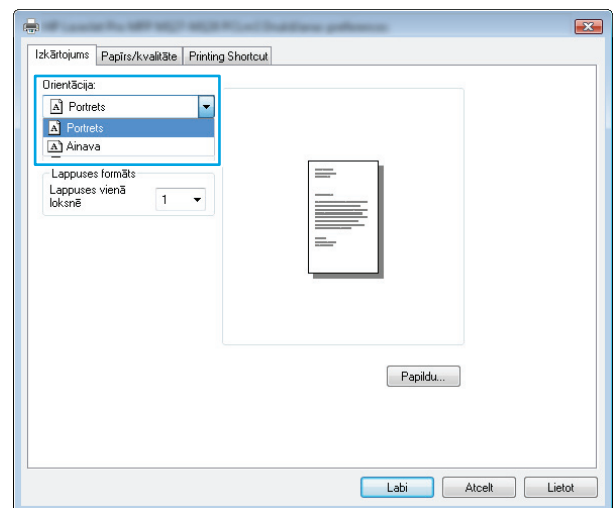 Izkārtojums Papīrs/kvalitāte Printing Shortcut
Orientācija:
Portrets
Portrets
Ainava
Lappuses formāts
Lappuses vienā
loksnē
1
Papildu...
Labi Atcelt Lietot